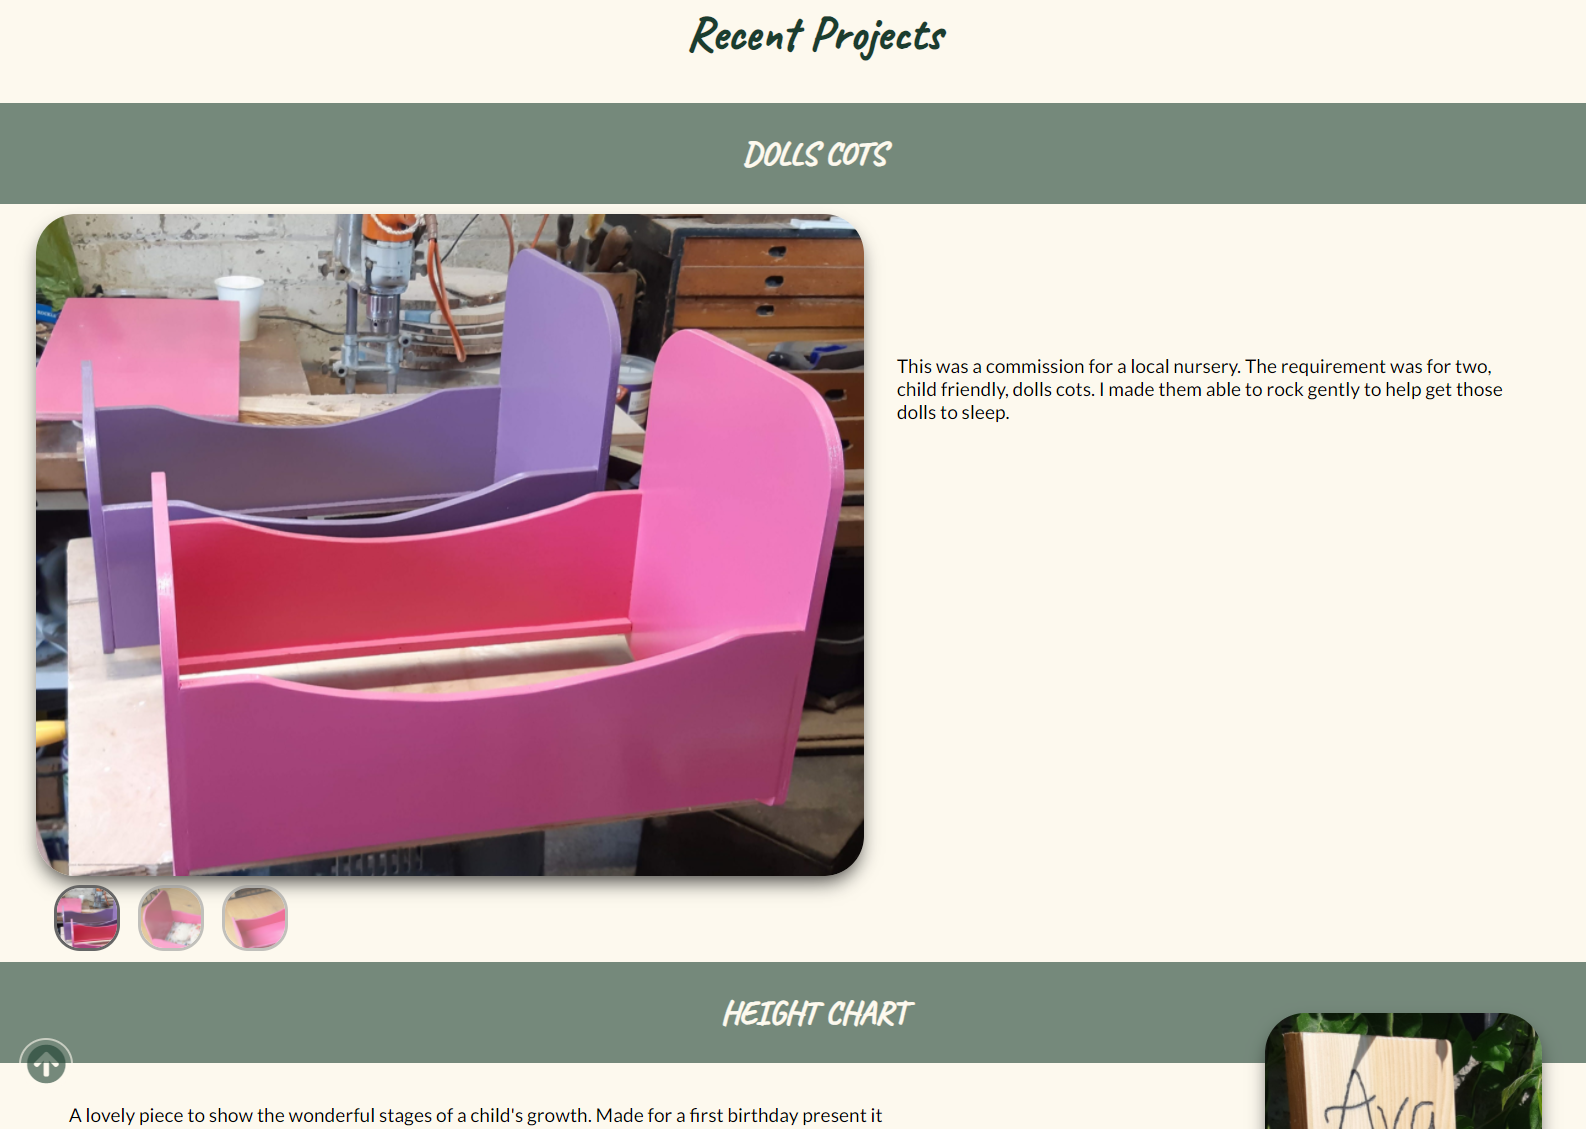 Recent Projects
DOLLS COTS
This was a commission for a local nursery. The requirement was for two,
child friendly, dolls cots. I made them able to rock gently to help get those
dolls to sleep.
HEIGHT CHART
A lovely piece to show the wonderful stages of a child's growth. Made for a first birthday present it
Ava